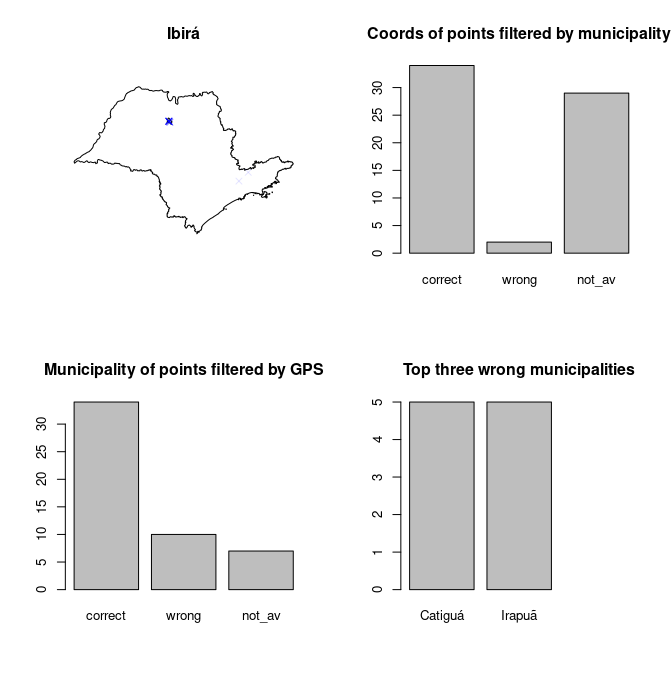 Ibirá
Coords of points filtered by municipality
30
25
20
15
10
5
0
correct wrong not_av
Municipality of points filtered by GPS
30
25
20
15
10
5
0
correct wrong not_av
Top three wrong municipalities
5
4
3
2
1
0
Catiguá Irapuã